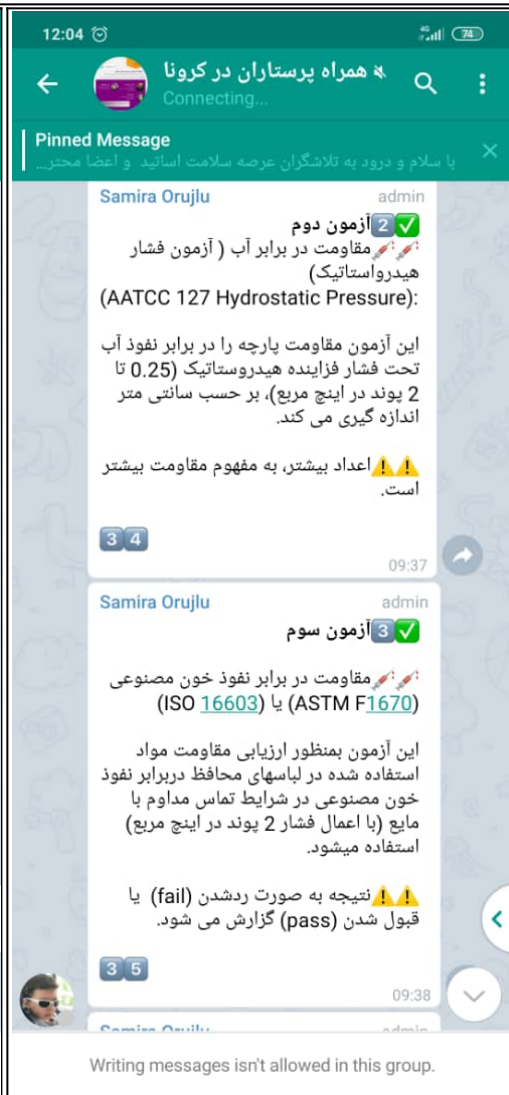 12:04
74
همراه پرستاران در کرونا
Connecting...
Pinned Message
با سلام و درود به تلاشگران عرصه سلامت اساتید و اعضا محتر...
Samira Orujlu admin
✅2️⃣آزمون دوم
💉💉مقاومت در برابر آب ( آزمون فشار
هیدرواستاتیک)
(AATCC 127 Hydrostatic Pressure):
این آزمون مقاومت پارچه را در برابر نفوذ آب
تحت فشار فزاینده هیدروستاتیک (0.25 تا
2 پوند در اینچ مربع)، بر حسب سانتی متر
اندازه گیری می کند.
⚠️⚠️اعداد بیشتر، به مفهوم مقاومت بیشتر
است.
3️⃣4️⃣
09:37
Samira Orujlu admin
✅3️⃣آزمون سوم
💉💉مقاومت در برابر نفوذ خون مصنوعی
(ASTM F1670) یا (ISO 16603)
این آزمون بمنظور ارزیابی مقاومت مواد
استفاده شده در لباسهای محافظ دربرابر نفوذ
خون مصنوعی در شرایط تماس مداوم با
مایع (با اعمال فشار 2 پوند در اینچ مربع)
استفاده میشود.
⚠️⚠️نتیجه به صورت ردشدن (fail) یا
قبول شدن (pass) گزارش می شود.
3️⃣5️⃣
09:38
Writing messages isn't allowed in this group.